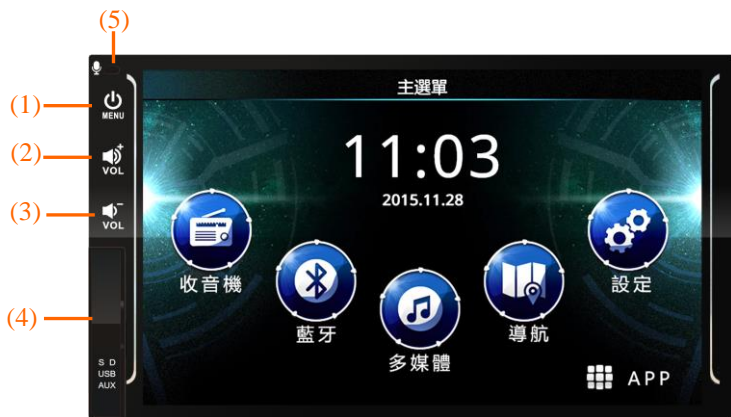 (5)
主選單
(1)
MENU
11:03
(2)
VOL
2015.11.28
(3)
VOL
收音機
設定
藍牙
導航
(4)
多媒體
S D
USB
AUX
APP